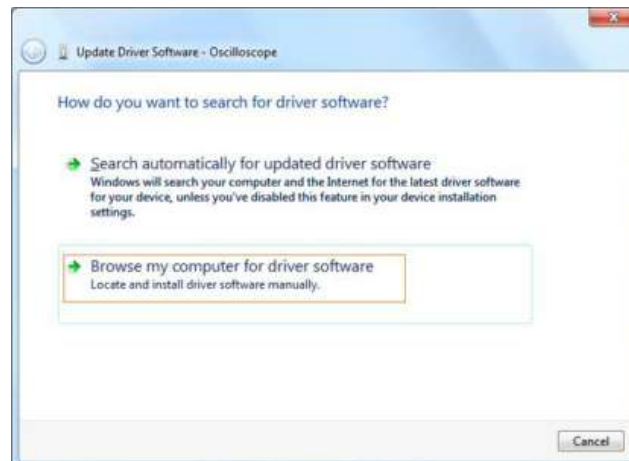 Update Driver Software - Oscilloscope
How do you want to search for driver software?
Search automatically for updated driver software
Windows will search your computer and the Internet for the latest driver software
for your device, unless you've disabled this feature in your device installation
settings.
Browse my computer for driver software
Locate and install driver software manually.
Cancel